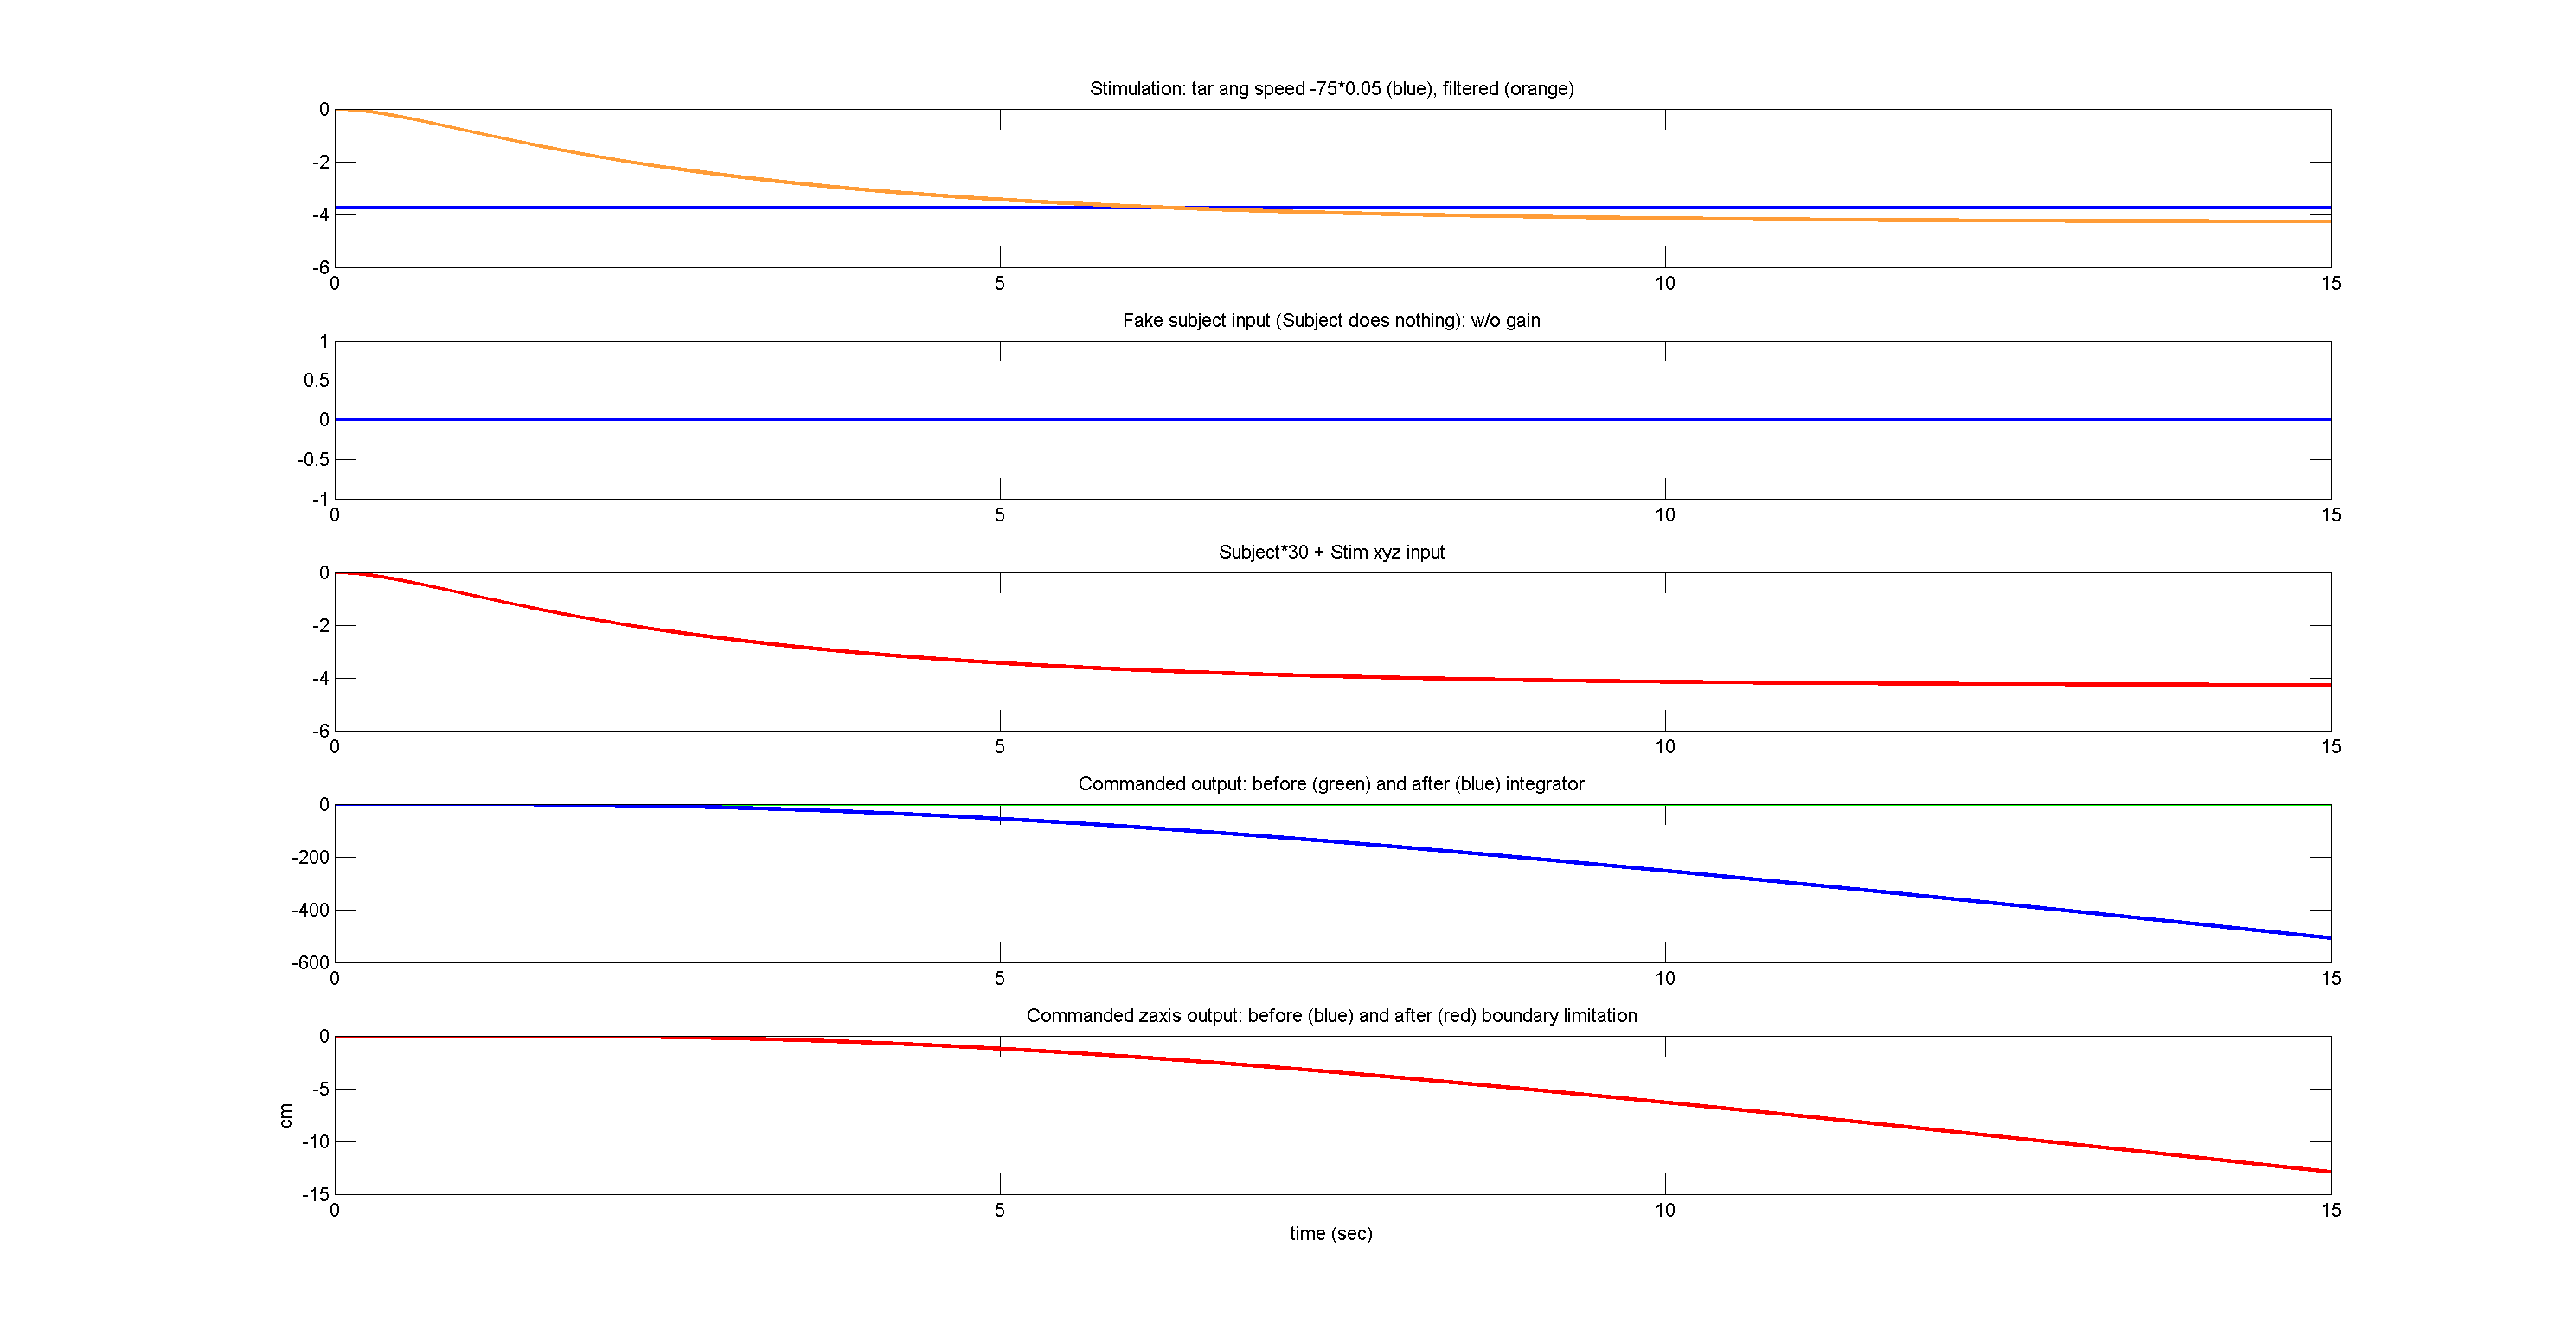 Stimulation: tar ang speed -75*0.05 (blue), filtered (orange)
0
-2
-4
-6
0 5 10 15
Fake subject input (Subject does nothing): w/o gain
1
0.5
0
-0.5
-1
0 5 10 15
Subject*30 + Stim xyz input
0
-2
-4
-6
0 5 10 15
Commanded output: before (green) and after (blue) integrator
0
-200
-400
-600
0 5 10 15
Commanded zaxis output: before (blue) and after (red) boundary limitation
0
-5
-10
-15
cm
0 5 10 15
time (sec)